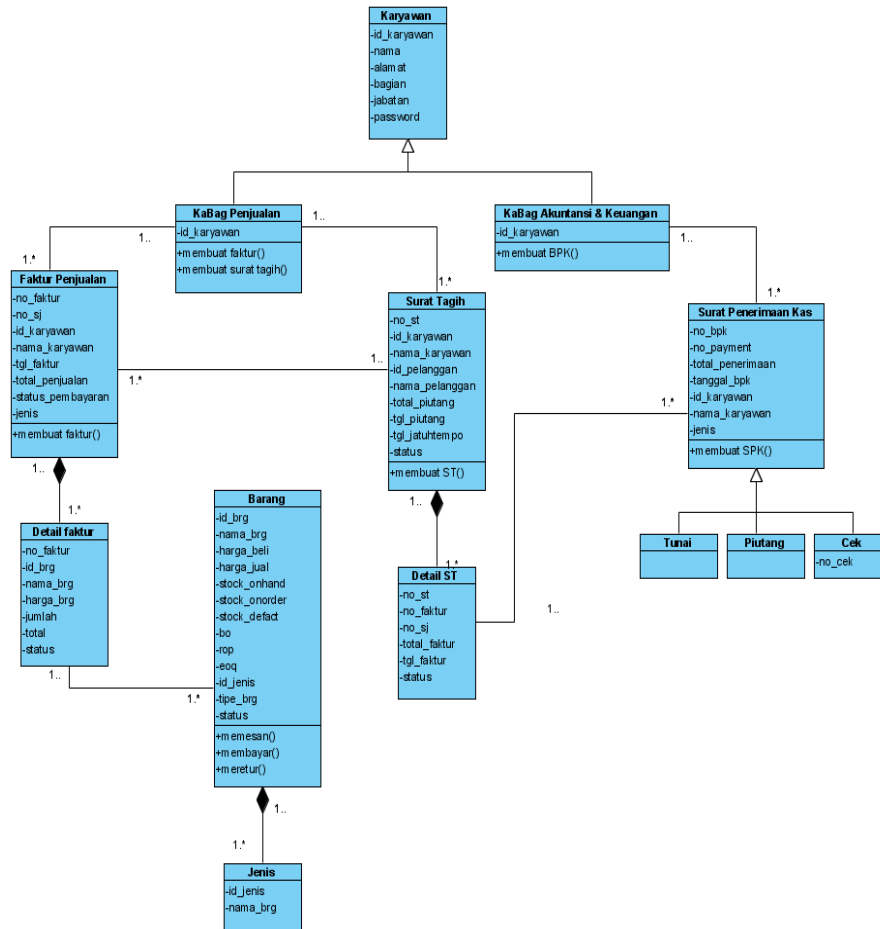 Karyawan
-id_karyawan
-nama
-alamat
-bagian
-jabatan
-password
KaBag Penjualan
-id_karyawan
+membuat faktur()
+membuat surat tagih()
KaBag Akuntansi & Keuangan
-id_karyawan
+membuat BPK()
1..
1..
1..
1.*
1.*
1.*
Faktur Penjualan
-no_faktur
-no_sj
-id_karyawan
-nama_karyawan
-tgl_faktur
-total_penjualan
-status_pembayaran
-jenis
+membuat faktur()
Surat Tagih
-no_st
-id_karyawan
-nama_karyawan
-id_pelanggan
-nama_pelanggan
-total_piutang
-tgl_piutang
-tgl_jatuhtempo
-status
+membuat ST()
Surat Penerimaan Kas
-no_bpk
-no_payment
-total_penerimaan
-tanggal_bpk
-id_karyawan
-nama_karyawan
-jenis
+membuat SPK()
1.*
1..
1.*
1..
1.*
1..
1.*
1..
Detail faktur
-no_faktur
-id_brg
-nama_brg
-harga_brg
-jumlah
-total
-status
Barang
-id_brg
-nama_brg
-harga_beli
-harga_jual
-stock_onhand
-stock_onorder
-stock_defact
-bo
-rop
-eoq
-id_jenis
-tipe_brg
-status
+memesan()
+membayar()
+meretur()
Detail ST
-no_st
-no_faktur
-no_sj
-total_faktur
-tgl_faktur
-status
Tunai
Piutang
Cek
-no_cek
1..
1.*
1..
1.*
Jenis
-id_jenis
-nama_brg